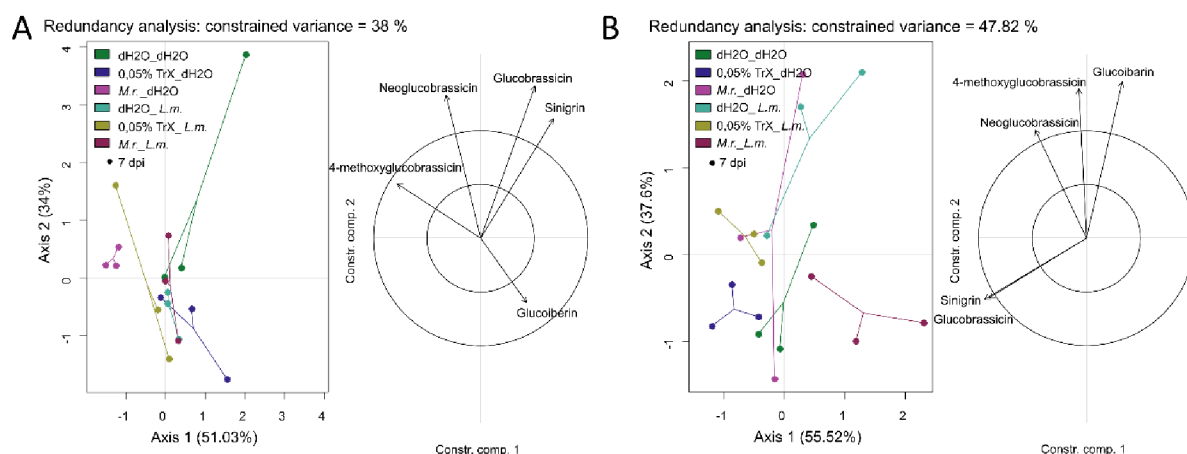 A Redundancy analysis: constrained variance = 38 %
4
3
2
1
0
-1
Axis 2 (34%)
dH2O_dH2O
0,05% TrX_dH2O
M.r._dH2O
dH2O_L.m.
0,05% TrX_L.m.
M.r._L.m.
7 dpi
-1 0 1 2 3 4
Axis 1 (51.03%)
Neoglucobrassicin
Glucobrassicin
Sinigrin
4-methoxyglucobrassicin
Glucoiberin
Constr. comp. 2
Constr. comp. 1
B Redundancy analysis: constrained variance = 47.82 %
2
1
0
-1
Axis 2 (37.6%)
dH2O_dH2O
0,05% TrX_dH2O
M.r._dH2O
dH2O_L.m.
0,05% TrX_L.m.
M.r._L.m.
7 dpi
-1 0 1 2
Axis 1 (55.52%)
4-methoxyglucobrassicin
Glucoibarin
Neoglucobrassicin
Sinigrin
Glucobrassicin
Constr. comp. 2
Constr. comp. 1